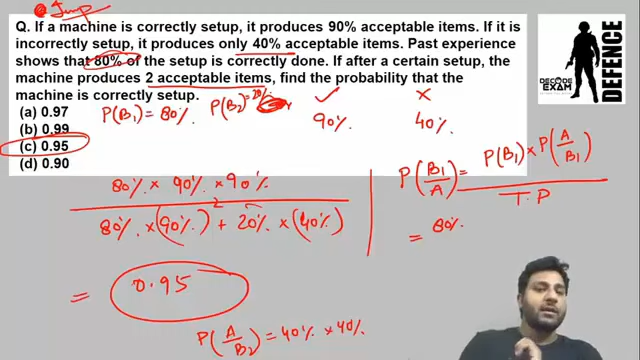 Jump
Q. If a machine is correctly setup, it produces 90% acceptable items. If it is
incorrectly setup, it produces only 40% acceptable items. Past experience
shows that 80% of the setup is correctly done. If after a certain setup, the
machine produces 2 acceptable items, find the probability that the
machine is correctly setup.
(a) 0.97
(b) 0.99
(c) 0.95
(d) 0.90
P(B1) = 80% P(B2) = 20%
✓ ×
90% 40%
80% × 90% × 90%
80% × (90%)² + 20% × (40%)
= 0.95
P(A/B2) = 40% × 40%
P(B1/A) = P(B1) × P(A/B1)
T.P
= 80%
DECODE
EXAM
DEFENCE